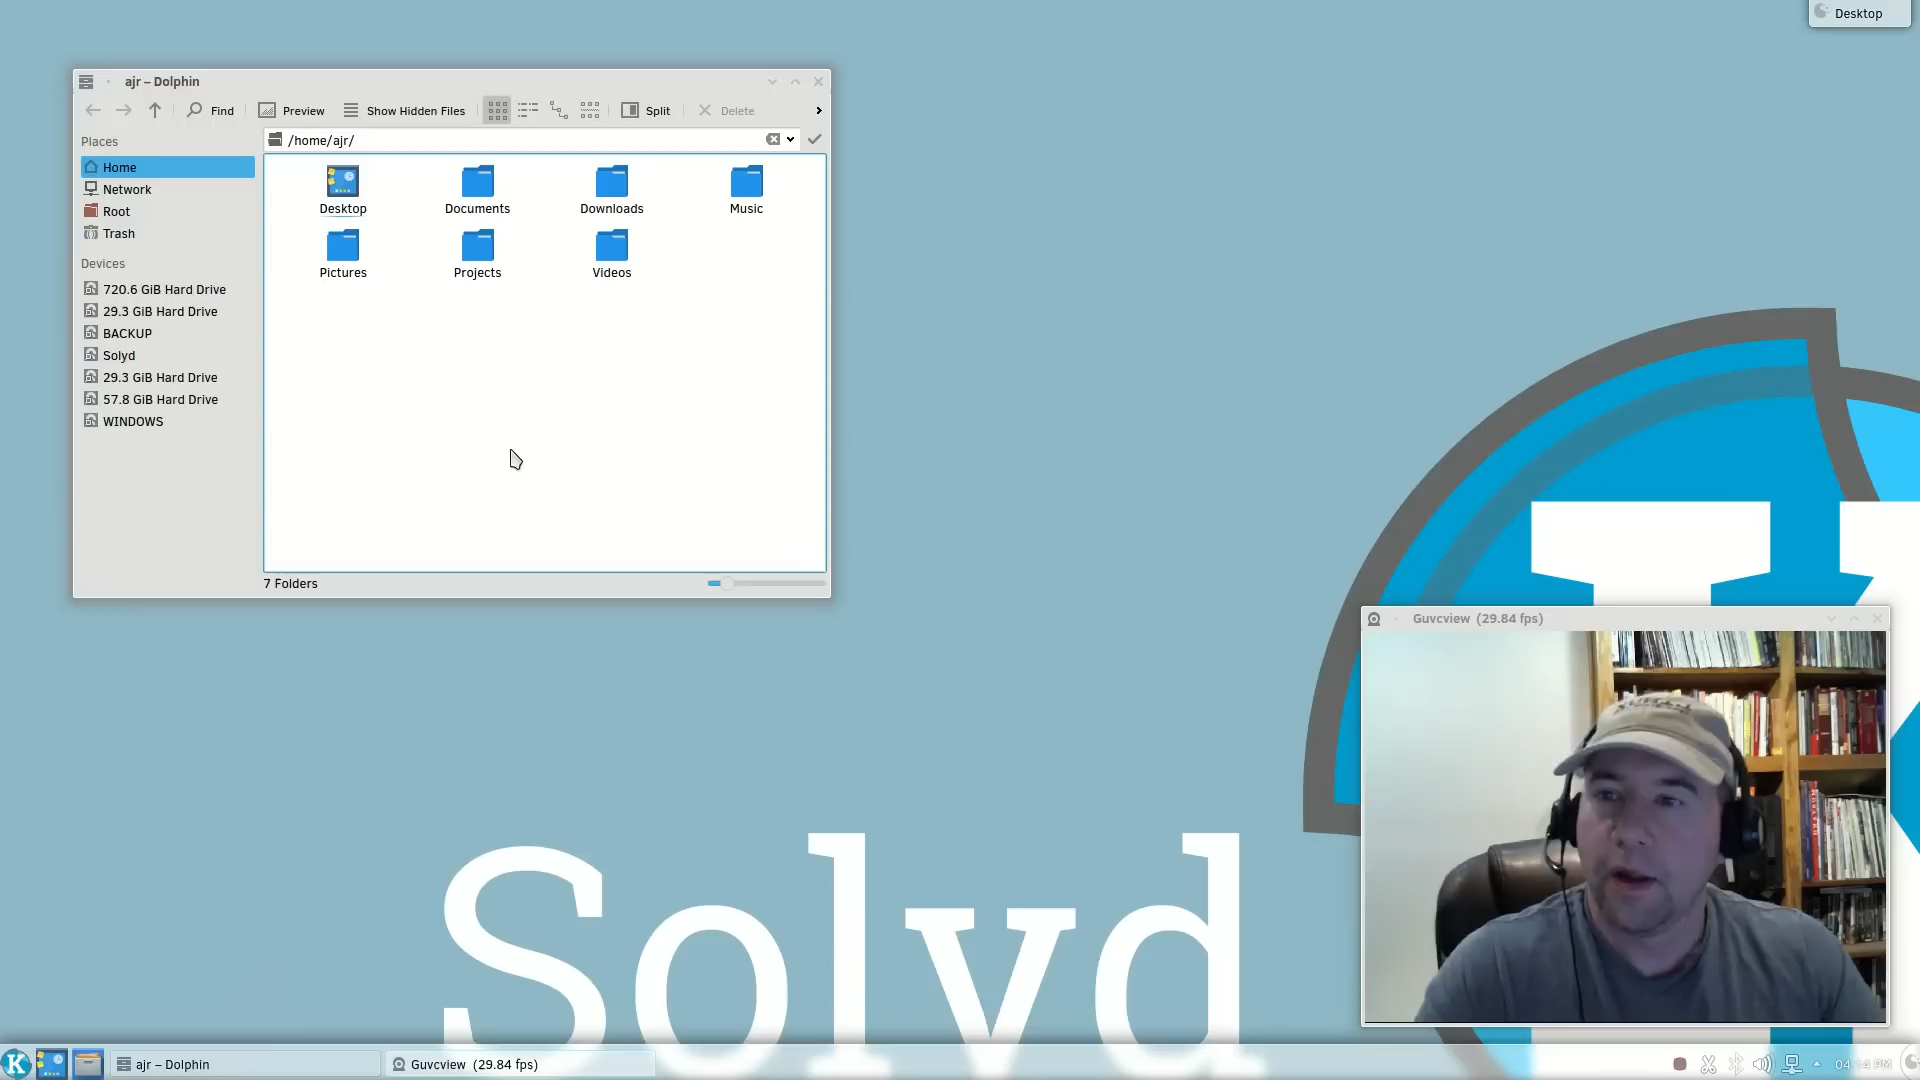 Desktop
ajr – Dolphin
Find
Preview
Show Hidden Files
Split
Delete
Places
/home/ajr/
Home
Network
Root
Trash
Devices
720.6 GiB Hard Drive
29.3 GiB Hard Drive
BACKUP
Solyd
29.3 GiB Hard Drive
57.8 GiB Hard Drive
WINDOWS
Desktop
Documents
Downloads
Music
Pictures
Projects
Videos
7 Folders
Guvcview (29.84 fps)
Solyd
K
ajr – Dolphin
Guvcview (29.84 fps)